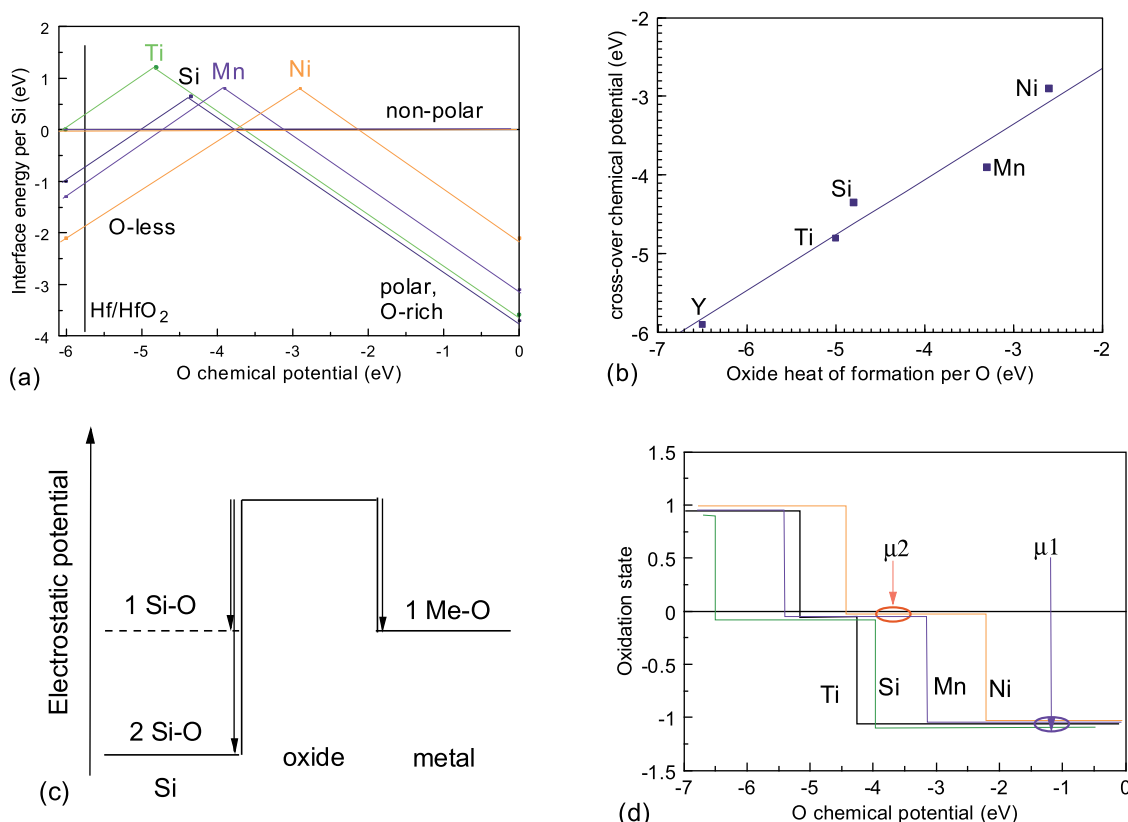 2
1
0
-1
-2
-3
-4
Interface energy per Si (eV)
Ti
Si
Mn
Ni
non-polar
O-less
Hf/HfO2
polar,
O-rich
-6 -5 -4 -3 -2 -1 0
O chemical potential (eV)
(a)
-2
-3
-4
-5
-6
cross-over chemical potential (eV)
Ni
Mn
Si
Ti
Y
-7 -6 -5 -4 -3 -2
Oxide heat of formation per O (eV)
(b)
Electrostatic potential
1 Si-O
1 Me-O
2 Si-O
oxide
metal
Si
(c)
1.5
1
0.5
0
-0.5
-1
-1.5
Oxidation state
μ2
μ1
Ti
Si
Mn
Ni
-7 -6 -5 -4 -3 -2 -1 0
O chemical potential (eV)
(d)